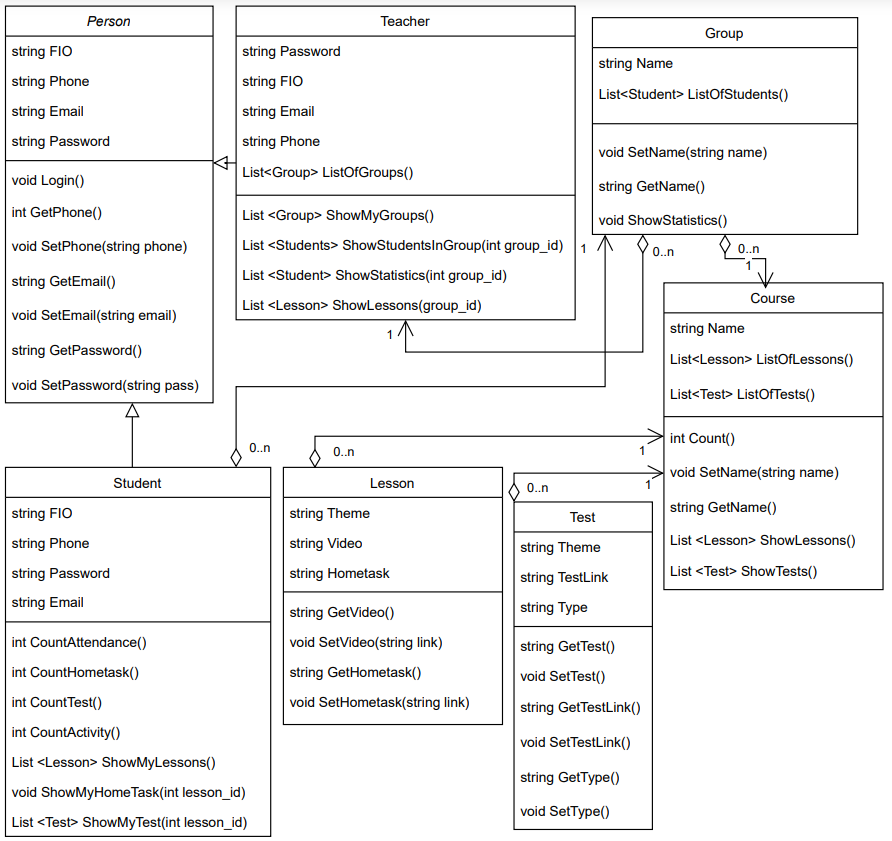 Person
string FIO
string Phone
string Email
string Password
void Login()
int GetPhone()
void SetPhone(string phone)
string GetEmail()
void SetEmail(string email)
string GetPassword()
void SetPassword(string pass)
Teacher
string Password
string FIO
string Email
string Phone
List<Group> ListOfGroups()
List <Group> ShowMyGroups()
List <Students> ShowStudentsInGroup(int group_id)
List <Student> ShowStatistics(int group_id)
List <Lesson> ShowLessons(group_id)
Group
string Name
List<Student> ListOfStudents()
void SetName(string name)
string GetName()
void ShowStatistics()
1
0..n
0..n
1
1
Course
string Name
List<Lesson> ListOfLessons()
List<Test> ListOfTests()
int Count()
void SetName(string name)
string GetName()
List <Lesson> ShowLessons()
List <Test> ShowTests()
0..n
0..n
1
0..n
1
Student
string FIO
string Phone
string Password
string Email
int CountAttendance()
int CountHometask()
int CountTest()
int CountActivity()
List <Lesson> ShowMyLessons()
void ShowMyHomeTask(int lesson_id)
List <Test> ShowMyTest(int lesson_id)
Lesson
string Theme
string Video
string Hometask
string GetVideo()
void SetVideo(string link)
string GetHometask()
void SetHometask(string link)
Test
string Theme
string TestLink
string Type
string GetTest()
void SetTest()
string GetTestLink()
void SetTestLink()
string GetType()
void SetType()